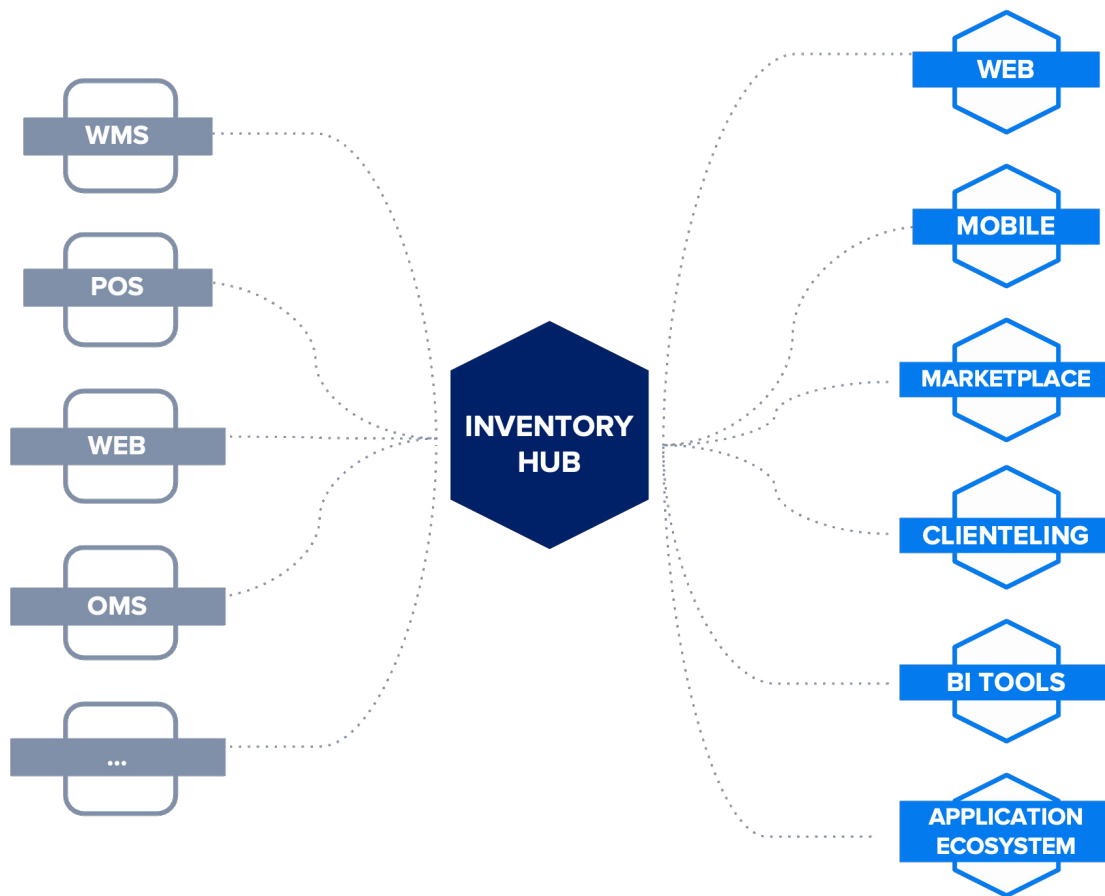 WMS
POS
WEB
OMS
...
INVENTORY
HUB
WEB
MOBILE
MARKETPLACE
CLIENTELING
BI TOOLS
APPLICATION
ECOSYSTEM